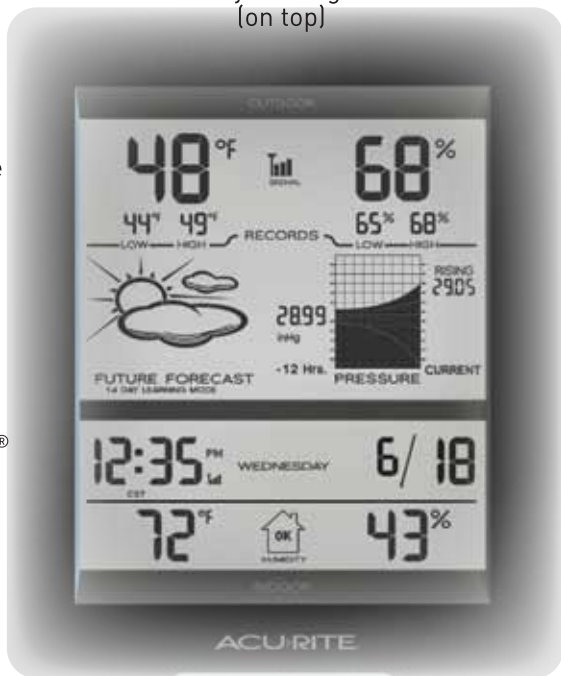 (on top)
OUTDOOR
48°F SIGNAL 68%
44°F 49°F RECORDS 65% 68%
LOW HIGH LOW HIGH
RISING
29.05
28.99
inHg
-12 Hrs. PRESSURE CURRENT
FUTURE FORECAST
14 DAY LEARNING MODE
®
12:35 PM WEDNESDAY 6/18
CST
72°F OK 43%
HUMIDITY
INDOOR
ACU·RITE